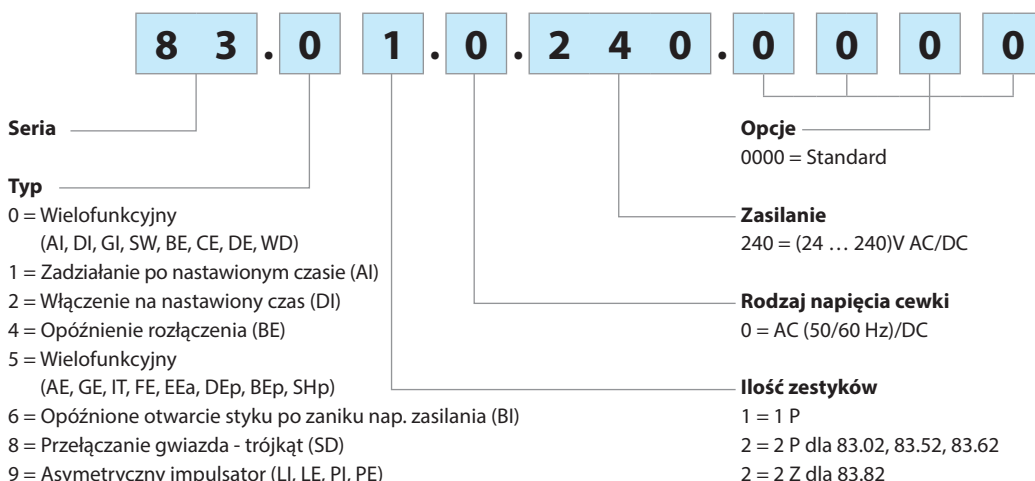 8 3 . 0 1 . 0 . 2 4 0 . 0 0 0 0
Seria
Typ
0 = Wielofunkcyjny
(AI, DI, GI, SW, BE, CE, DE, WD)
1 = Zadziałanie po nastawionym czasie (AI)
2 = Włączenie na nastawiony czas (DI)
4 = Opóźnienie rozłączenia (BE)
5 = Wielofunkcyjny
(AE, GE, IT, FE, EEa, DEp, BEp, SHp)
6 = Opóźnione otwarcie styku po zaniku nap. zasilania (BI)
8 = Przełączanie gwiazda - trójkąt (SD)
9 = Asymetryczny impulsator (LI, LE, PI, PE)
Opcje
0000 = Standard
Zasilanie
240 = (24 … 240)V AC/DC
Rodzaj napięcia cewki
0 = AC (50/60 Hz)/DC
Ilość zestyków
1 = 1 P
2 = 2 P dla 83.02, 83.52, 83.62
2 = 2 Z dla 83.82